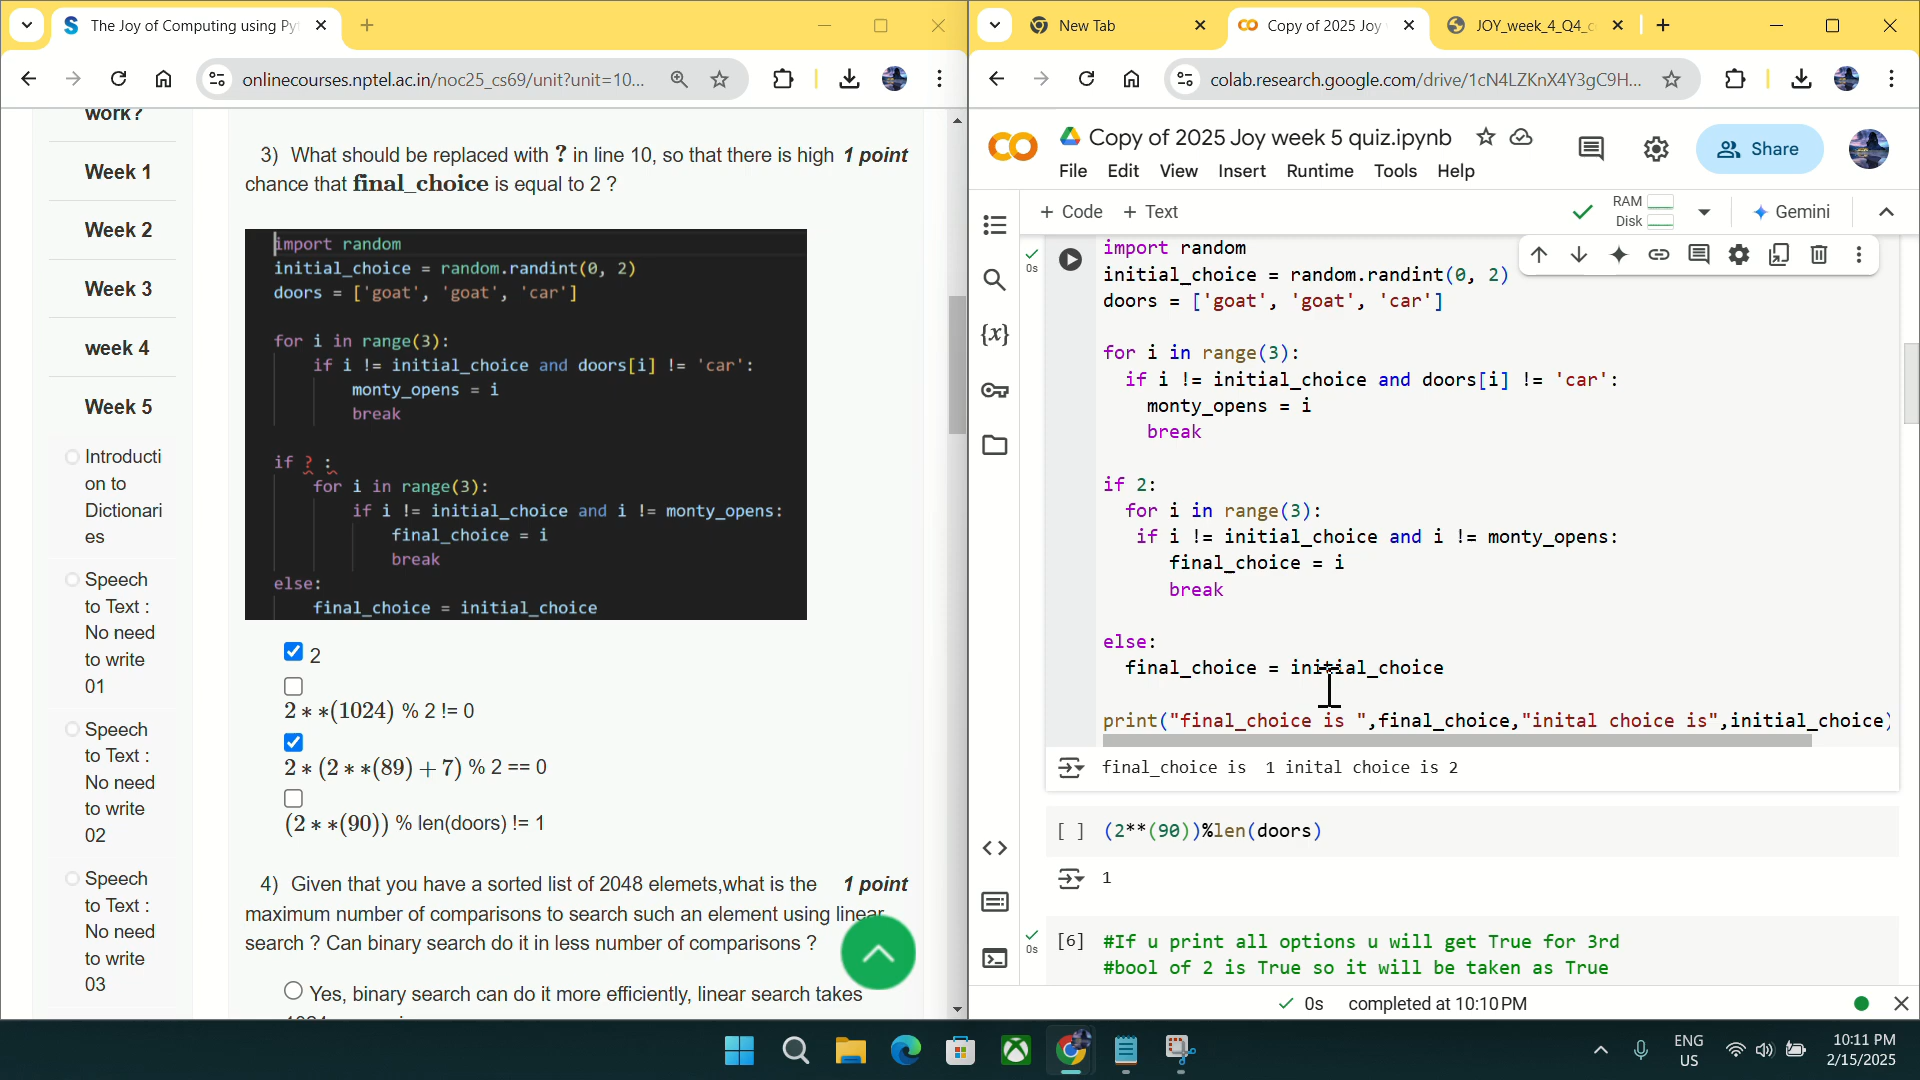 The Joy of Computing using Py
onlinecourses.nptel.ac.in/noc25_cs69/unit?unit=10...
work?
Week 1
Week 2
Week 3
week 4
Week 5
Introducti
on to
Dictionari
es
Speech
to Text :
No need
to write
01
Speech
to Text :
No need
to write
02
Speech
to Text :
No need
to write
03
3) What should be replaced with ? in line 10, so that there is high 1 point
chance that final_choice is equal to 2 ?
import random
initial_choice = random.randint(0, 2)
doors = ['goat', 'goat', 'car']
for i in range(3):
if i != initial_choice and doors[i] != 'car':
monty_opens = i
break
if ? :
for i in range(3):
if i != initial_choice and i != monty_opens:
final_choice = i
break
else:
final_choice = initial_choice
2
2 * *(1024) % 2 != 0
2 * (2 * *(89) + 7) % 2 == 0
(2 * *(90)) % len(doors) != 1
4) Given that you have a sorted list of 2048 elemets,what is the 1 point
maximum number of comparisons to search such an element using linear
search ? Can binary search do it in less number of comparisons ?
Yes, binary search can do it more efficiently, linear search takes
New Tab
Copy of 2025 Joy
JOY_week_4_Q4_c
colab.research.google.com/drive/1cN4LZKnX4Y3gC9H...
Copy of 2025 Joy week 5 quiz.ipynb
Share
File Edit View Insert Runtime Tools Help
+ Code + Text
RAM
Disk
Gemini
0s
import random
initial_choice = random.randint(0, 2)
doors = ['goat', 'goat', 'car']
for i in range(3):
if i != initial_choice and doors[i] != 'car':
monty_opens = i
break
if 2:
for i in range(3):
if i != initial_choice and i != monty_opens:
final_choice = i
break
else:
final_choice = initial_choice
print("final_choice is ",final_choice,"inital choice is",initial_choice)
final_choice is 1 inital choice is 2
[ ] (2**(90))%len(doors)
1
0s
[6] #If u print all options u will get True for 3rd
#bool of 2 is True so it will be taken as True
0s completed at 10:10 PM
ENG
US
10:11 PM
2/15/2025